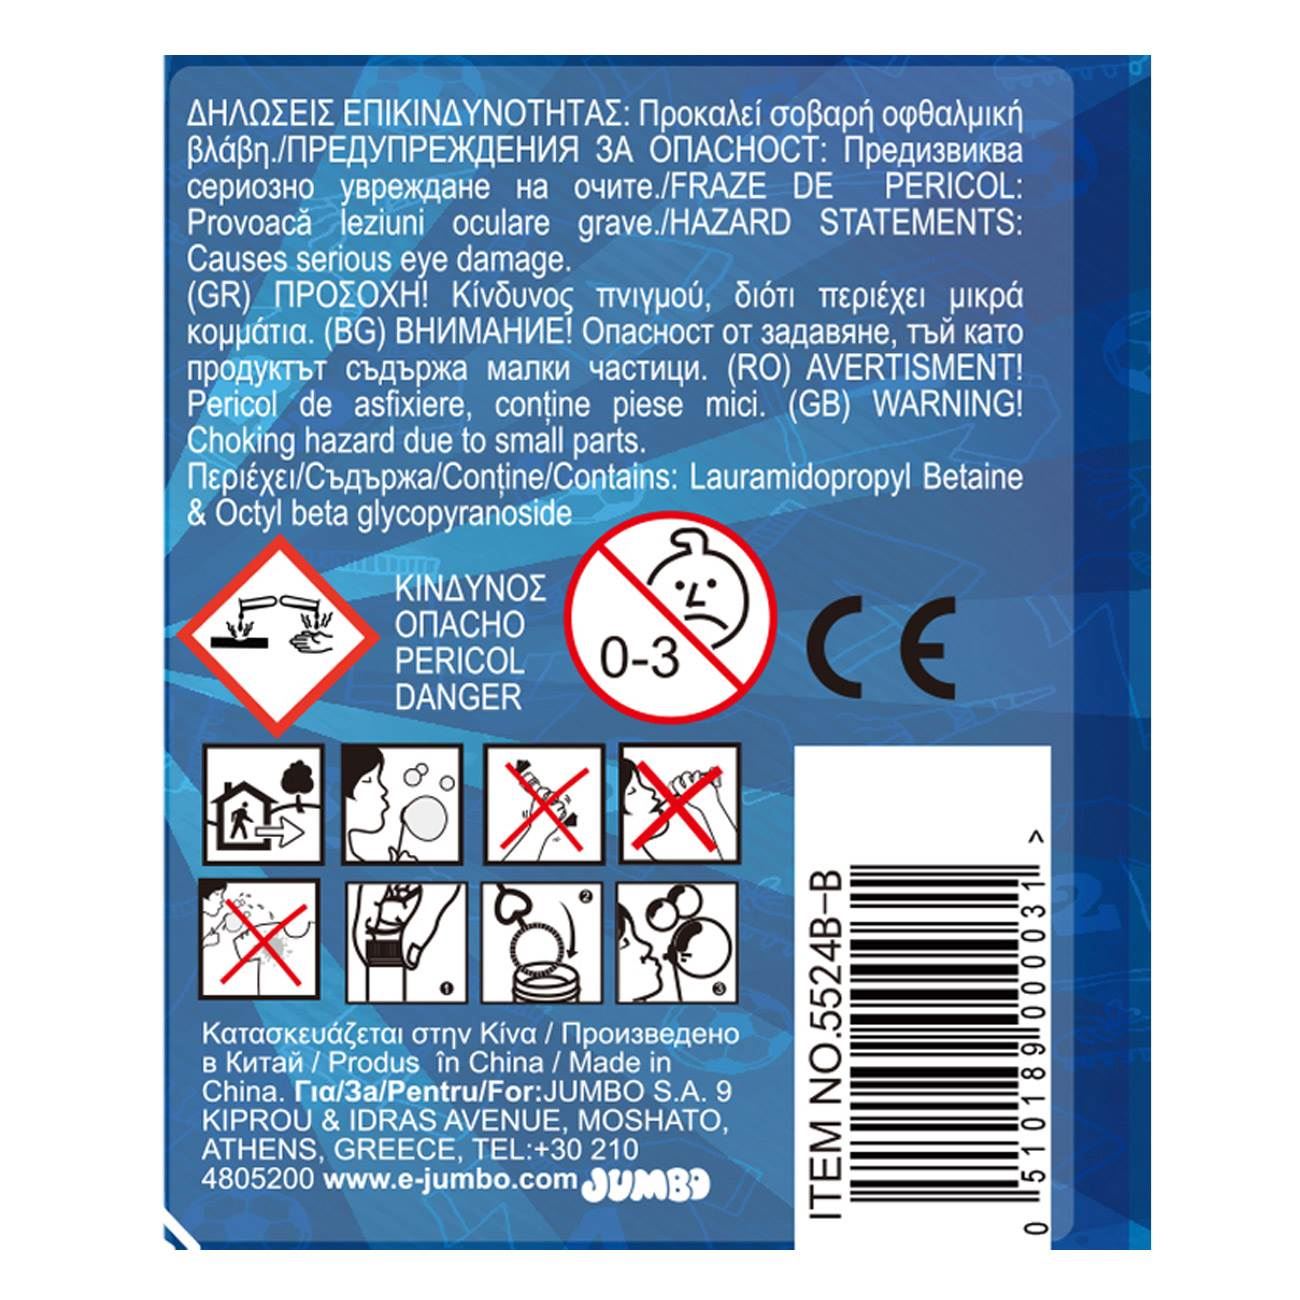 ΔΗΛΩΣΕΙΣ ΕΠΙΚΙΝΔΥΝΟΤΗΤΑΣ: Προκαλεί σοβαρή οφθαλμική
βλάβη./ПРЕДУПРЕЖДЕНИЯ ЗА ОПАСНОСТ: Предизвиква
сериозно увреждане на очите./FRAZE DE PERICOL:
Provoacă leziuni oculare grave./HAZARD STATEMENTS:
Causes serious eye damage.
(GR) ΠΡΟΣΟΧΗ! Κίνδυνος πνιγμού, διότι περιέχει μικρά
κομμάτια. (BG) ВНИМАНИЕ! Опасност от задавяне, тъй като
продуктът съдържа малки частици. (RO) AVERTISMENT!
Pericol de asfixiere, conține piese mici. (GB) WARNING!
Choking hazard due to small parts.
Περιέχει/Съдържа/Conține/Contains: Lauramidopropyl Betaine
& Octyl beta glycopyranoside
ΚΙΝΔΥΝΟΣ
ОПАСНО
PERICOL
DANGER
0-3
CE
1
2
3
Κατασκευάζεται στην Κίνα / Произведено
в Китай / Produs în China / Made in
China. Για/За/Pentru/For:JUMBO S.A. 9
KIPROU & IDRAS AVENUE, MOSHATO,
ATHENS, GREECE, TEL:+30 210
4805200 www.e-jumbo.com JUMBO
ITEM NO.5524B-B
0 510189 000031 >